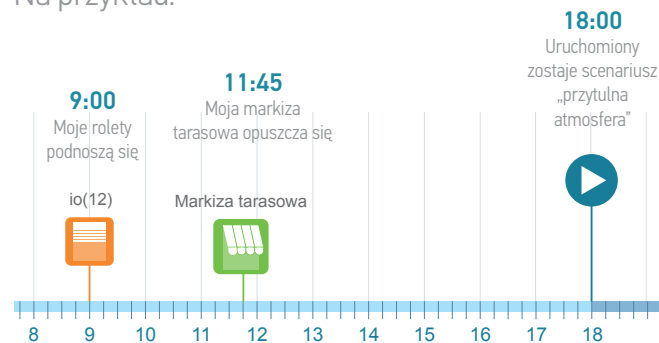 Na przykład:
18:00
Uruchomiony
zostaje scenariusz
„przytulna
atmosfera”
11:45
Moja markiza
tarasowa opuszcza się
9:00
Moje rolety
podnoszą się
io(12)
Markiza tarasowa
8 9 10 11 12 13 14 15 16 17 18